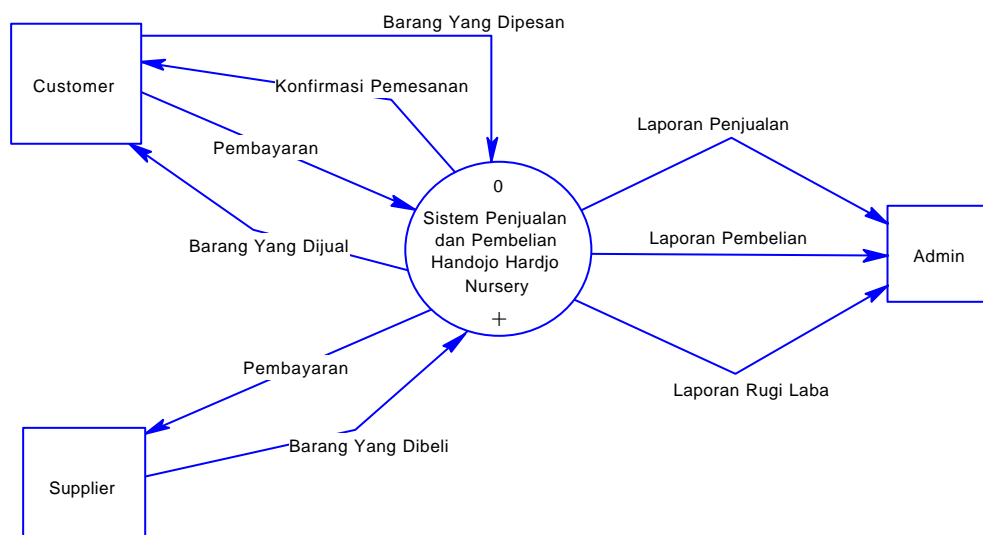 Barang Yang Dipesan
Customer
Konfirmasi Pemesanan
Pembayaran
Barang Yang Dijual
0
Sistem Penjualan
dan Pembelian
Handojo Hardjo
Nursery
+
Laporan Penjualan
Laporan Pembelian
Admin
Laporan Rugi Laba
Pembayaran
Barang Yang Dibeli
Supplier